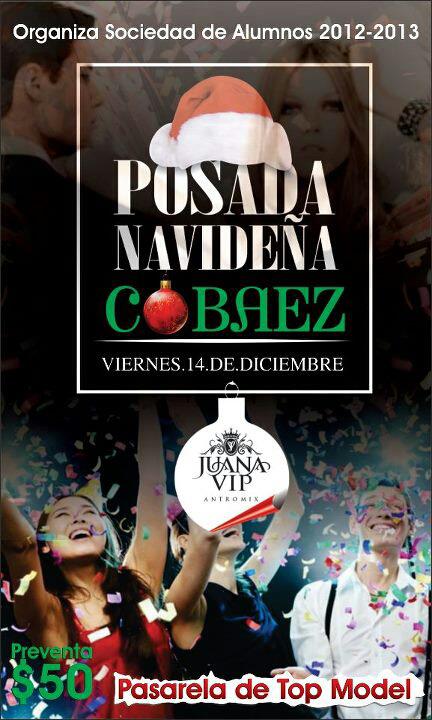 Organiza Sociedad de Alumnos 2012-2013
POSADA
NAVIDEÑA
COBAEZ
VIERNES.14.DE.DICIEMBRE
JUANA
VIP
ANTROMIX
Preventa
$50
Pasarela de Top Model